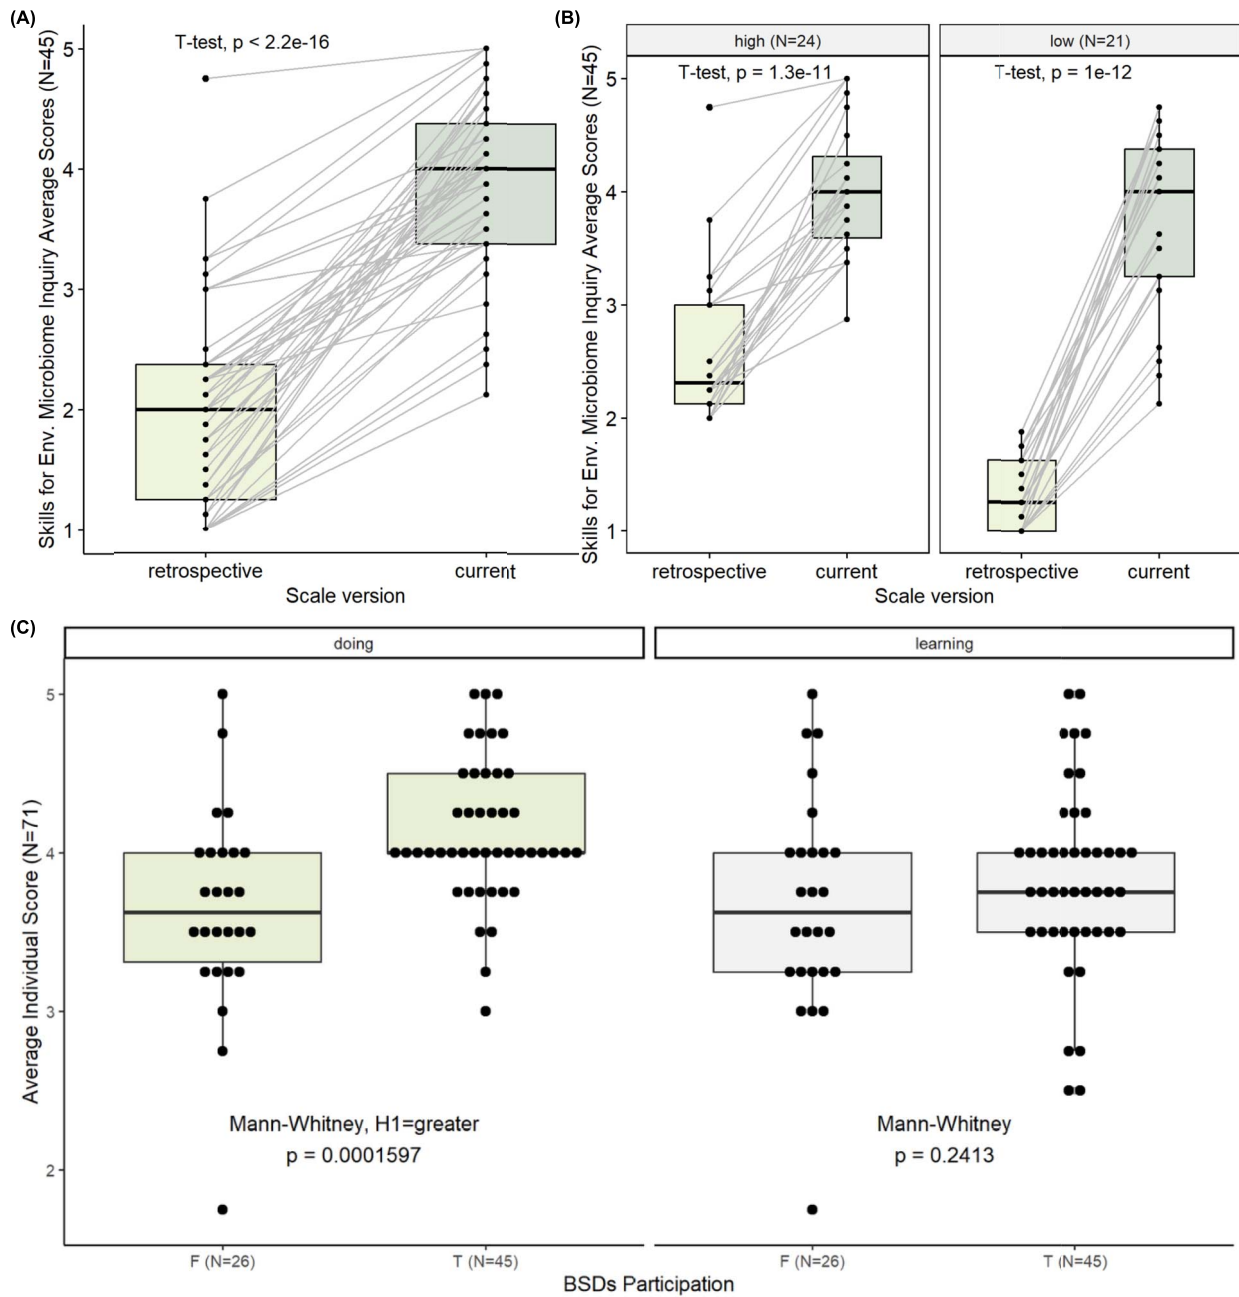 (A)
T-test, p < 2.2e-16
Skills for Env. Microbiome Inquiry Average Scores (N=45)
5
4
3
2
1
retrospective
current
Scale version
(B)
high (N=24)
low (N=21)
T-test, p = 1.3e-11
T-test, p = 1e-12
Skills for Env. Microbiome Inquiry Average Scores (N=45)
5
4
3
2
1
retrospective
current
retrospective
current
Scale version
(C)
doing
learning
Average Individual Score (N=71)
5
4
3
2
Mann-Whitney, H1=greater
p = 0.0001597
Mann-Whitney
p = 0.2413
F (N=26)
T (N=45)
F (N=26)
T (N=45)
BSDs Participation